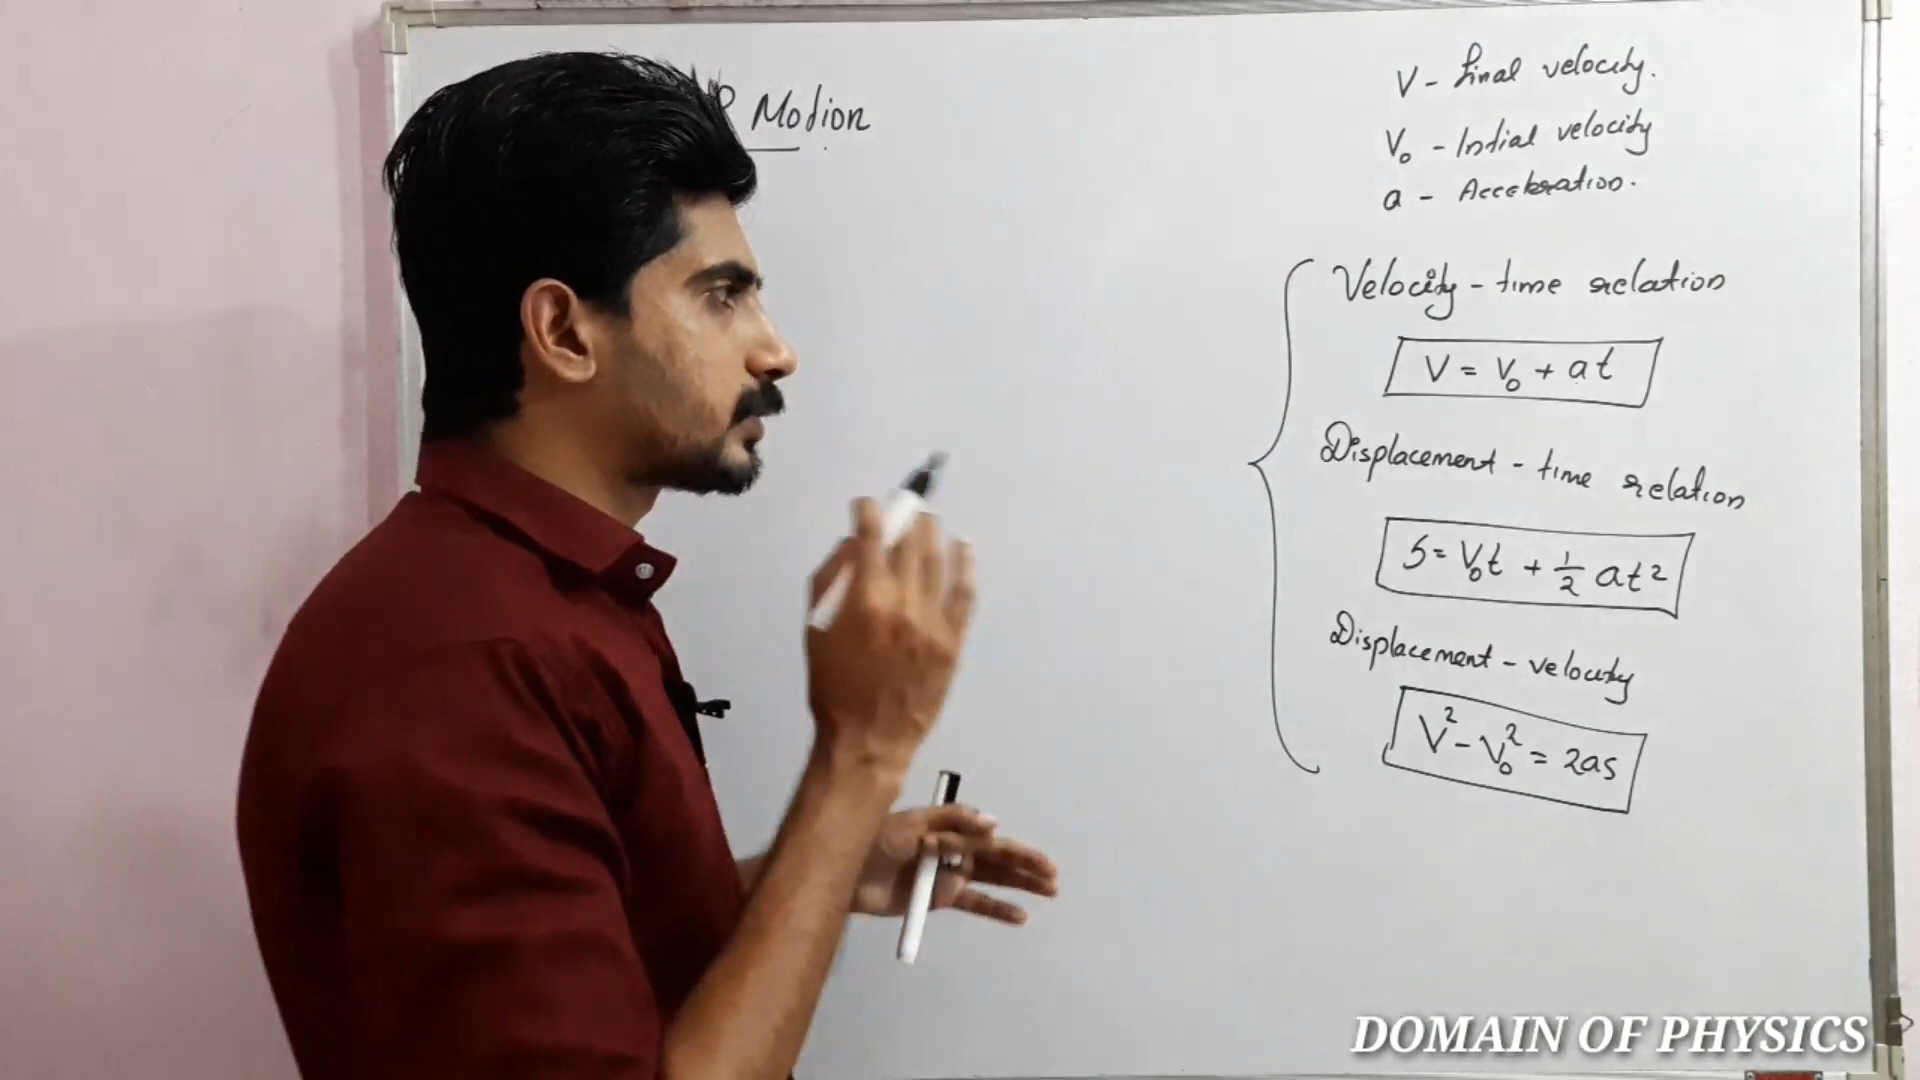 Motion
V - final velocity.
V₀ - Initial velocity
a - Acceleration.
Velocity - time relation
V = V₀ + at
Displacement - time relation
S = V₀t + ½ at²
Displacement - velocity
V² - V₀² = 2as
DOMAIN OF PHYSICS